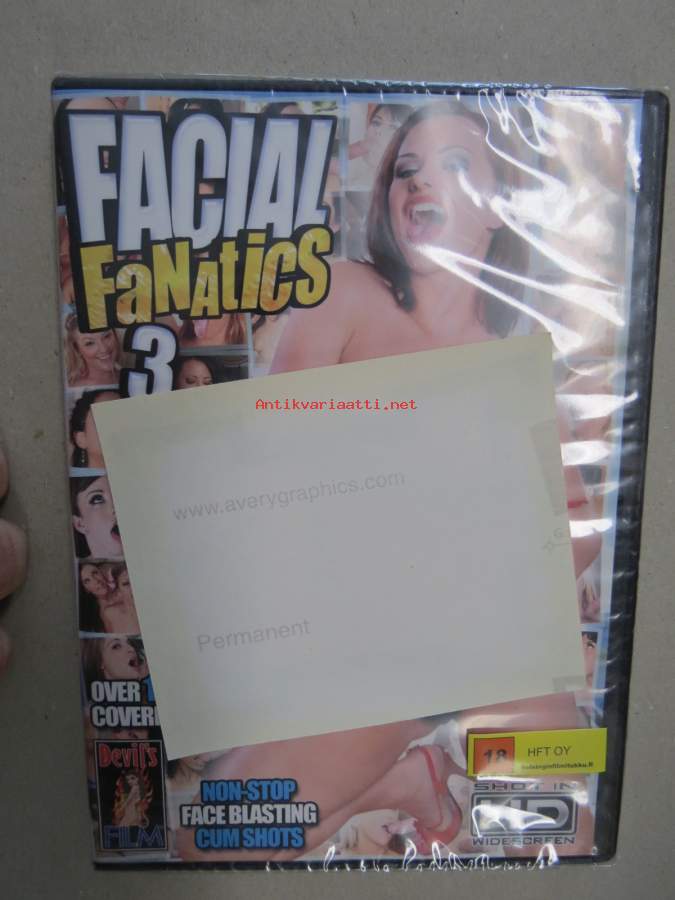 FACIAL
FaNAtiCS
3
Antikvariaatti.net
www.averygraphics.com
Permanent
OVER
Devil's
FILM
NON-STOP
FACE BLASTING
CUM SHOTS
18
HFT OY
SHOT IN
HD
WIDESCREEN